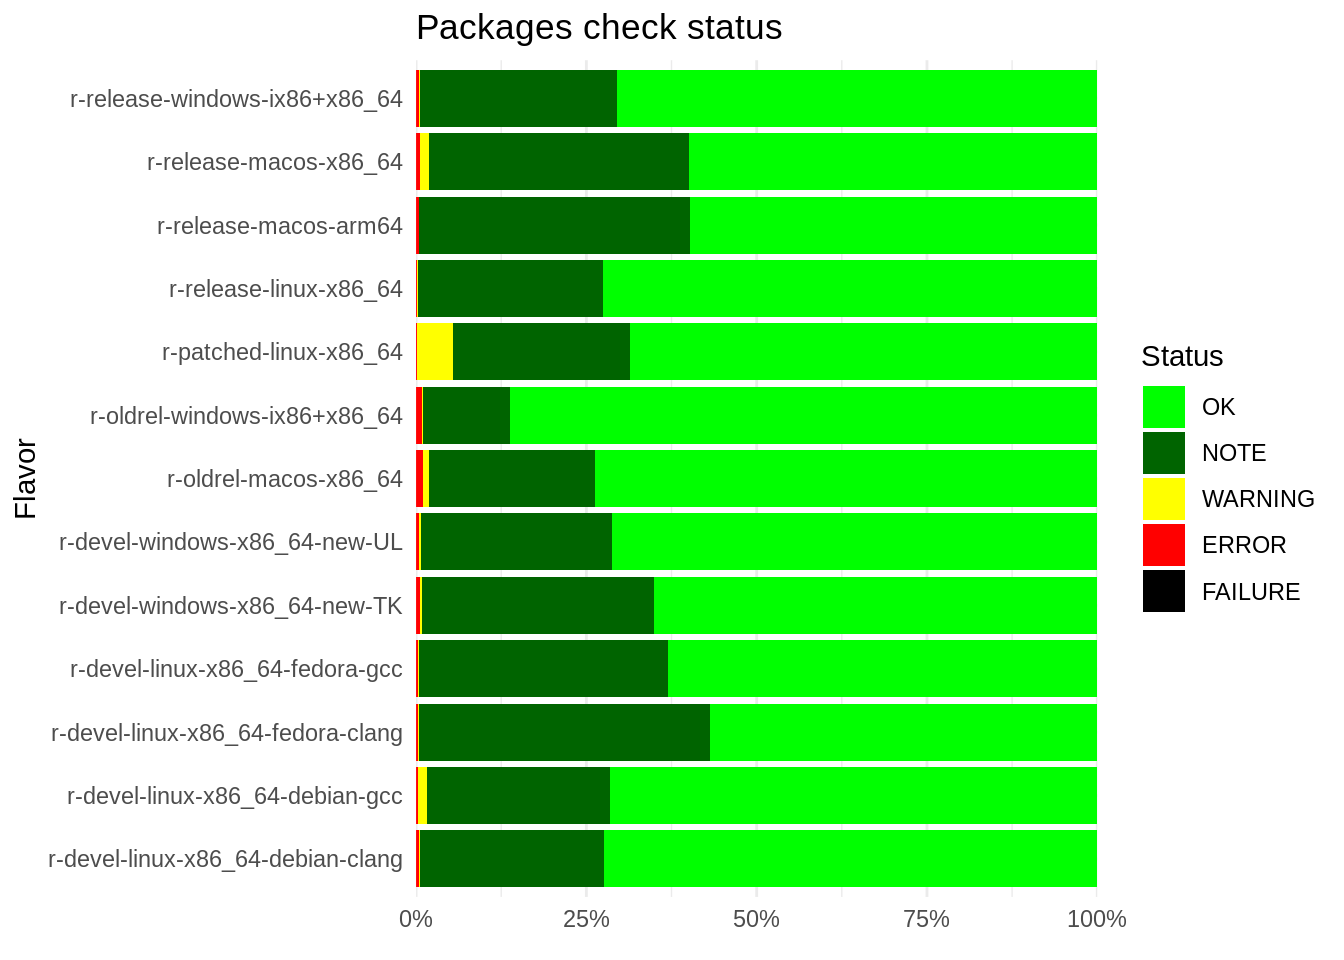 Packages check status
Flavor
r-release-windows-ix86+x86_64
r-release-macos-x86_64
r-release-macos-arm64
r-release-linux-x86_64
r-patched-linux-x86_64
r-oldrel-windows-ix86+x86_64
r-oldrel-macos-x86_64
r-devel-windows-x86_64-new-UL
r-devel-windows-x86_64-new-TK
r-devel-linux-x86_64-fedora-gcc
r-devel-linux-x86_64-fedora-clang
r-devel-linux-x86_64-debian-gcc
r-devel-linux-x86_64-debian-clang
0% 25% 50% 75% 100%
Status
OK
NOTE
WARNING
ERROR
FAILURE